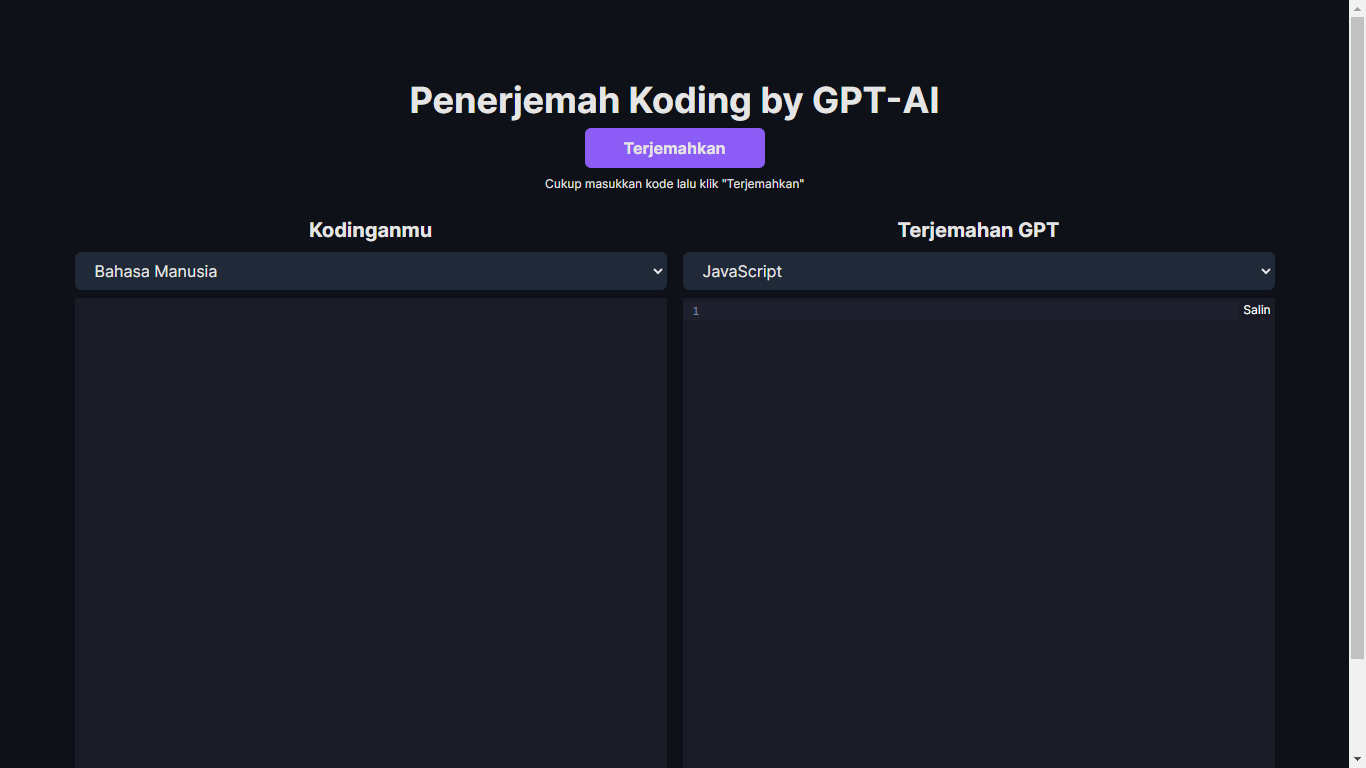 Penerjemah Koding by GPT-AI
Terjemahkan
Cukup masukkan kode lalu klik "Terjemahkan"
Kodinganmu
Bahasa Manusia
Terjemahan GPT
JavaScript
1
Salin